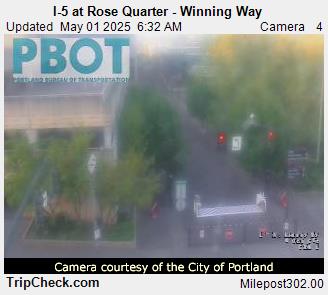 I-5 at Rose Quarter - Winning Way
Updated May 01 2025 6:32 AM Camera 4
PBOT
PORTLAND BUREAU OF TRANSPORTATION
Camera courtesy of the City of Portland
TripCheck.com Milepost302.00